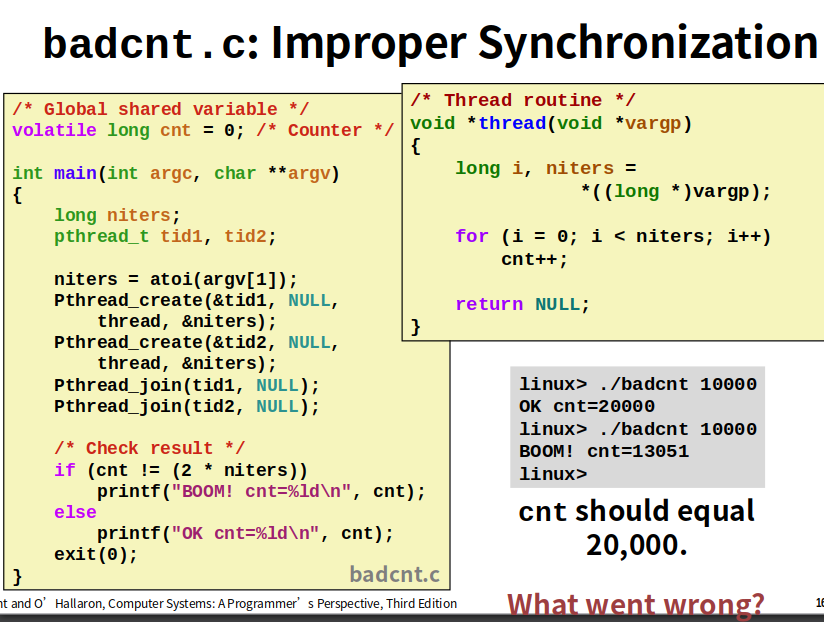 badcnt.c: Improper Synchronization
/* Global shared variable */
volatile long cnt = 0; /* Counter */
int main(int argc, char **argv)
{
    long niters;
    pthread_t tid1, tid2;
    niters = atoi(argv[1]);
    Pthread_create(&tid1, NULL,
        thread, &niters);
    Pthread_create(&tid2, NULL,
        thread, &niters);
    Pthread_join(tid1, NULL);
    Pthread_join(tid2, NULL);
    /* Check result */
    if (cnt != (2 * niters))
        printf("BOOM! cnt=%ld\n", cnt);
    else
        printf("OK cnt=%ld\n", cnt);
    exit(0);
}
badcnt.c
/* Thread routine */
void *thread(void *vargp)
{
    long i, niters =
               *((long *)vargp);
    for (i = 0; i < niters; i++)
        cnt++;
    return NULL;
}
linux> ./badcnt 10000
OK cnt=20000
linux> ./badcnt 10000
BOOM! cnt=13051
linux>
cnt should equal
20,000.
What went wrong?
and O’Hallaron, Computer Systems: A Programmer’s Perspective, Third Edition